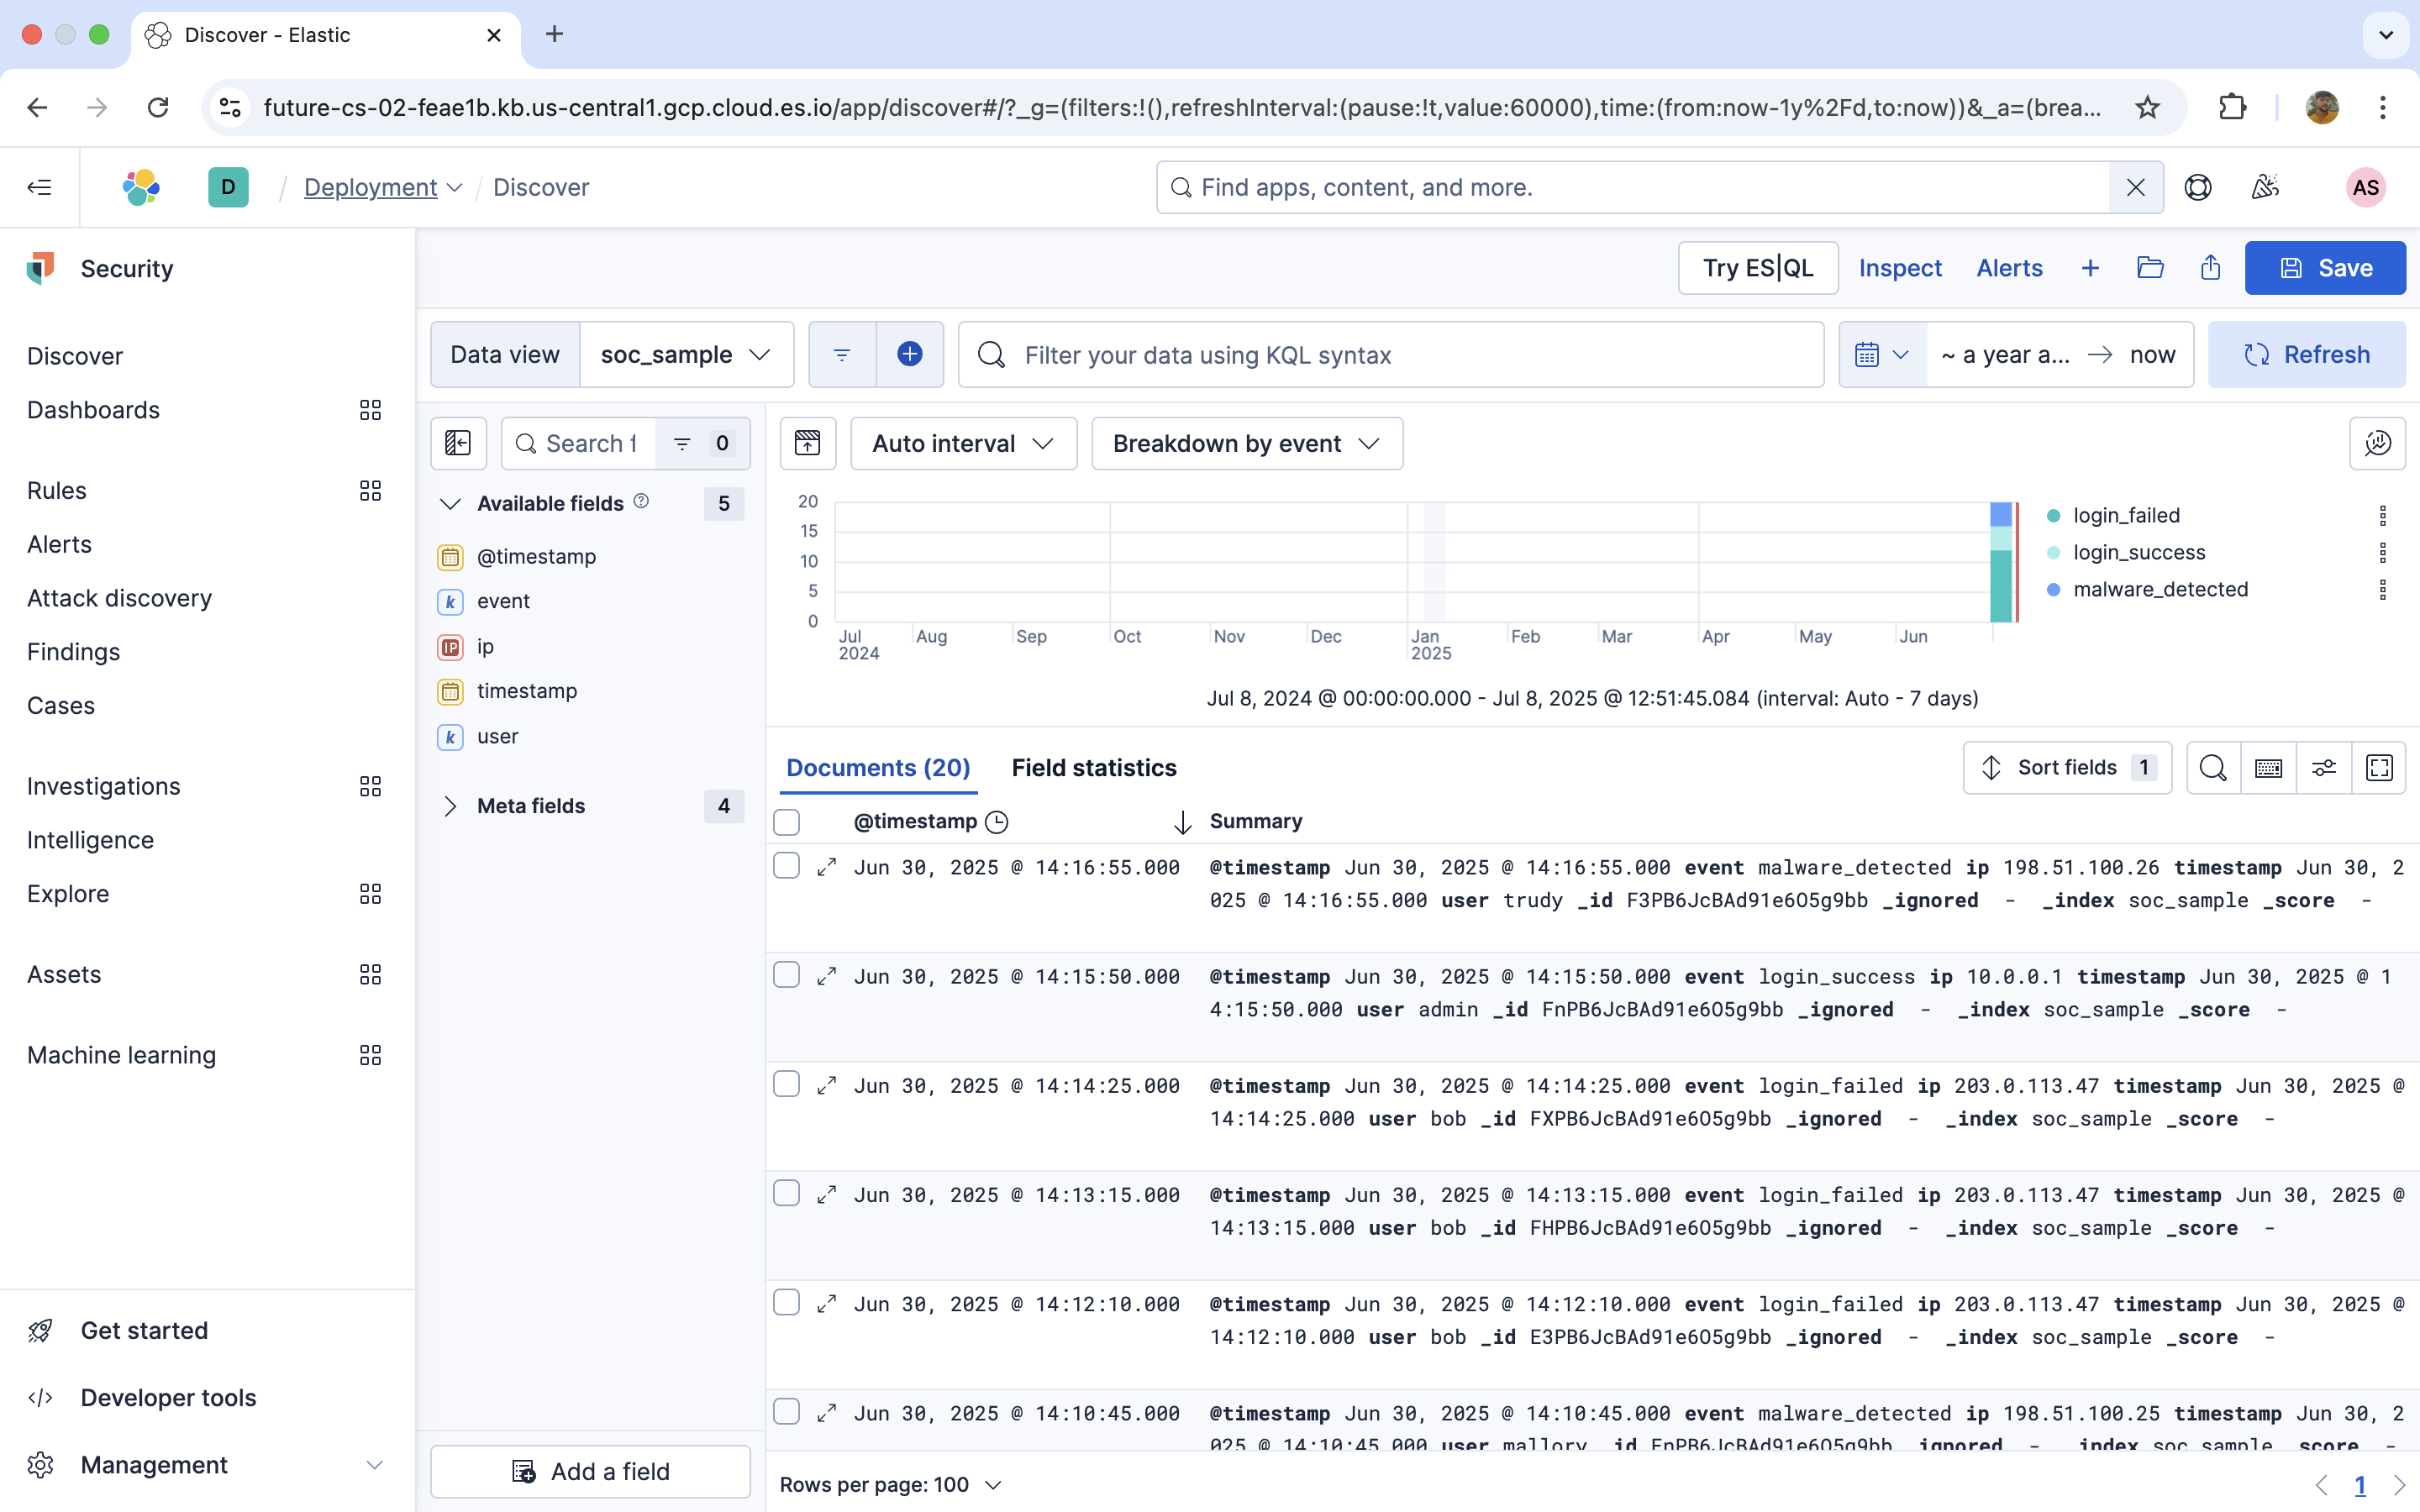 Discover - Elastic
future-cs-02-feae1b.kb.us-central1.gcp.cloud.es.io/app/discover#/?_g=(filters:!(),refreshInterval:(pause:!t,value:60000),time:(from:now-1y%2Fd,to:now))&_a=(brea...
D / Deployment / Discover
Find apps, content, and more.
AS
Security
Try ES|QL Inspect Alerts Save
Discover
Dashboards
Rules
Alerts
Attack discovery
Findings
Cases
Investigations
Intelligence
Explore
Assets
Machine learning
Get started
Developer tools
Management
Data view soc_sample
Filter your data using KQL syntax
~ a year a... → now
Refresh
Search f 0
Available fields 5
@timestamp
event
ip
timestamp
user
Meta fields 4
Add a field
Auto interval
Breakdown by event
20
15
10
5
0
Jul Aug Sep Oct Nov Dec Jan Feb Mar Apr May Jun
2024 2025
login_failed
login_success
malware_detected
Jul 8, 2024 @ 00:00:00.000 - Jul 8, 2025 @ 12:51:45.084 (interval: Auto - 7 days)
Documents (20) Field statistics
Sort fields 1
@timestamp Summary
Jun 30, 2025 @ 14:16:55.000 @timestamp Jun 30, 2025 @ 14:16:55.000 event malware_detected ip 198.51.100.26 timestamp Jun 30, 2
025 @ 14:16:55.000 user trudy _id F3PB6JcBAd91e6O5g9bb _ignored - _index soc_sample _score -
Jun 30, 2025 @ 14:15:50.000 @timestamp Jun 30, 2025 @ 14:15:50.000 event login_success ip 10.0.0.1 timestamp Jun 30, 2025 @ 1
4:15:50.000 user admin _id FnPB6JcBAd91e6O5g9bb _ignored - _index soc_sample _score -
Jun 30, 2025 @ 14:14:25.000 @timestamp Jun 30, 2025 @ 14:14:25.000 event login_failed ip 203.0.113.47 timestamp Jun 30, 2025 @
14:14:25.000 user bob _id FXPB6JcBAd91e6O5g9bb _ignored - _index soc_sample _score -
Jun 30, 2025 @ 14:13:15.000 @timestamp Jun 30, 2025 @ 14:13:15.000 event login_failed ip 203.0.113.47 timestamp Jun 30, 2025 @
14:13:15.000 user bob _id FHPB6JcBAd91e6O5g9bb _ignored - _index soc_sample _score -
Jun 30, 2025 @ 14:12:10.000 @timestamp Jun 30, 2025 @ 14:12:10.000 event login_failed ip 203.0.113.47 timestamp Jun 30, 2025 @
14:12:10.000 user bob _id E3PB6JcBAd91e6O5g9bb _ignored - _index soc_sample _score -
Jun 30, 2025 @ 14:10:45.000 @timestamp Jun 30, 2025 @ 14:10:45.000 event malware_detected ip 198.51.100.25 timestamp Jun 30, 2
025 @ 14:10:45.000 user mallory _id EnPB6JcBAd91e6O5g9bb _ignored - _index soc_sample _score -
Rows per page: 100
1